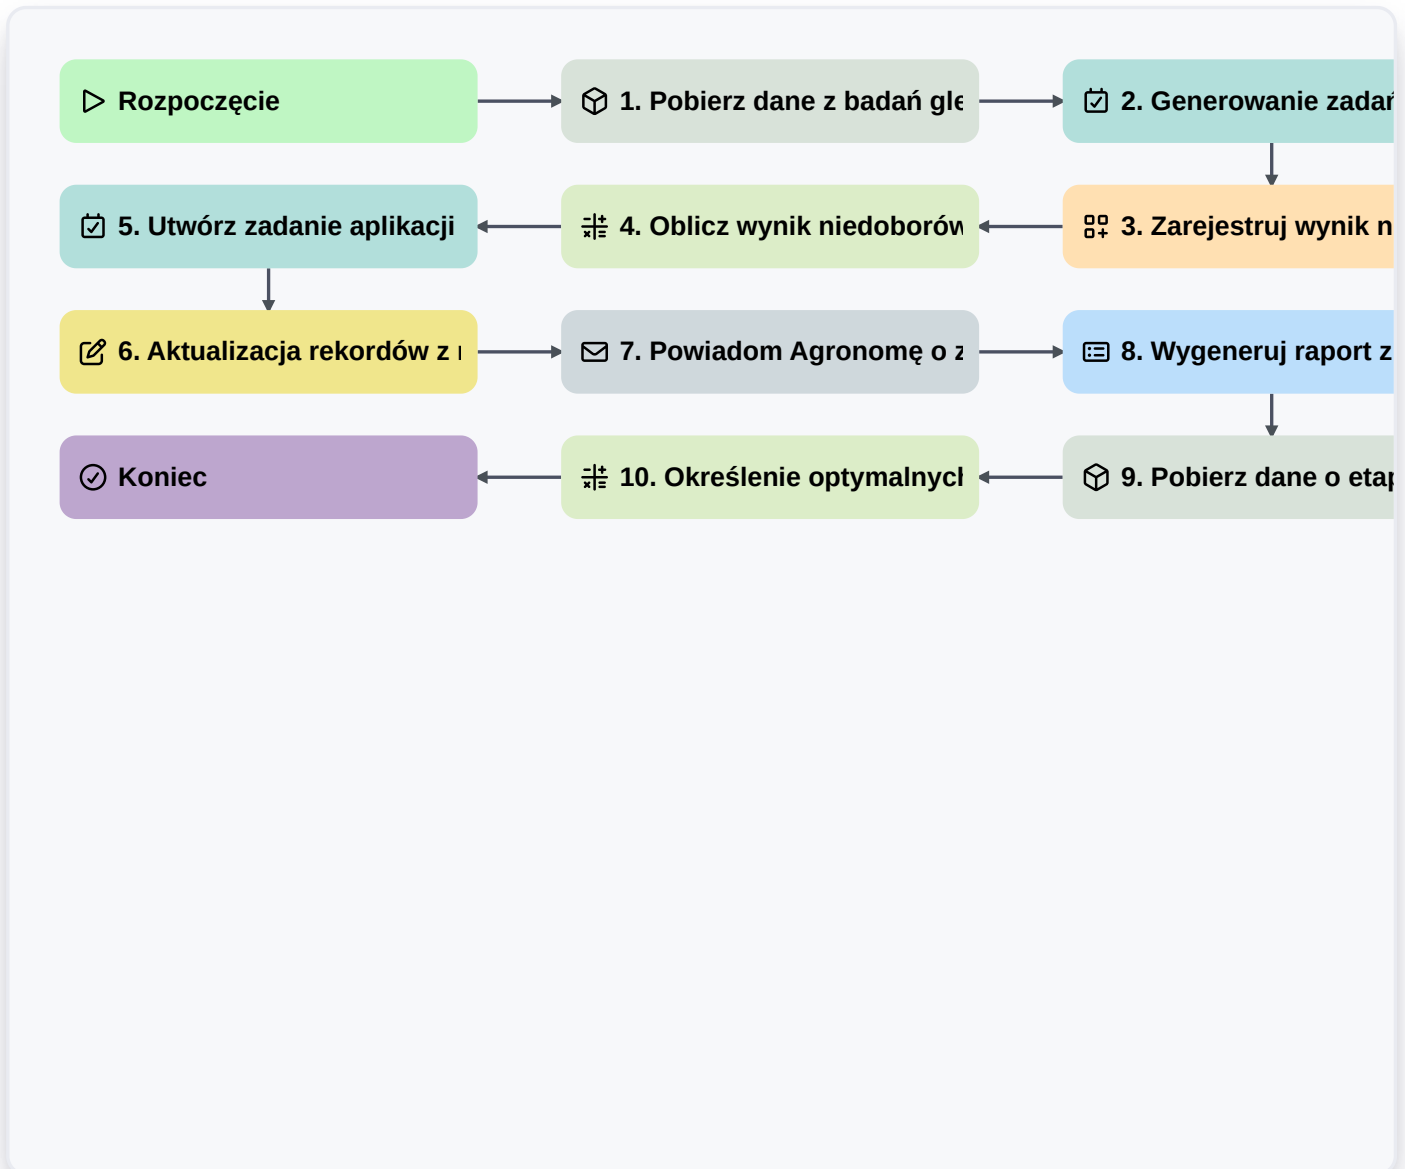 Rozpoczęcie
1. Pobierz dane z badań gle
2. Generowanie zadań
5. Utwórz zadanie aplikacji
4. Oblicz wynik niedoborów
3. Zarejestruj wynik n
6. Aktualizacja rekordów z
7. Powiadom Agronomę o z
8. Wygeneruj raport z
Koniec
10. Określenie optymalnych
9. Pobierz dane o etap